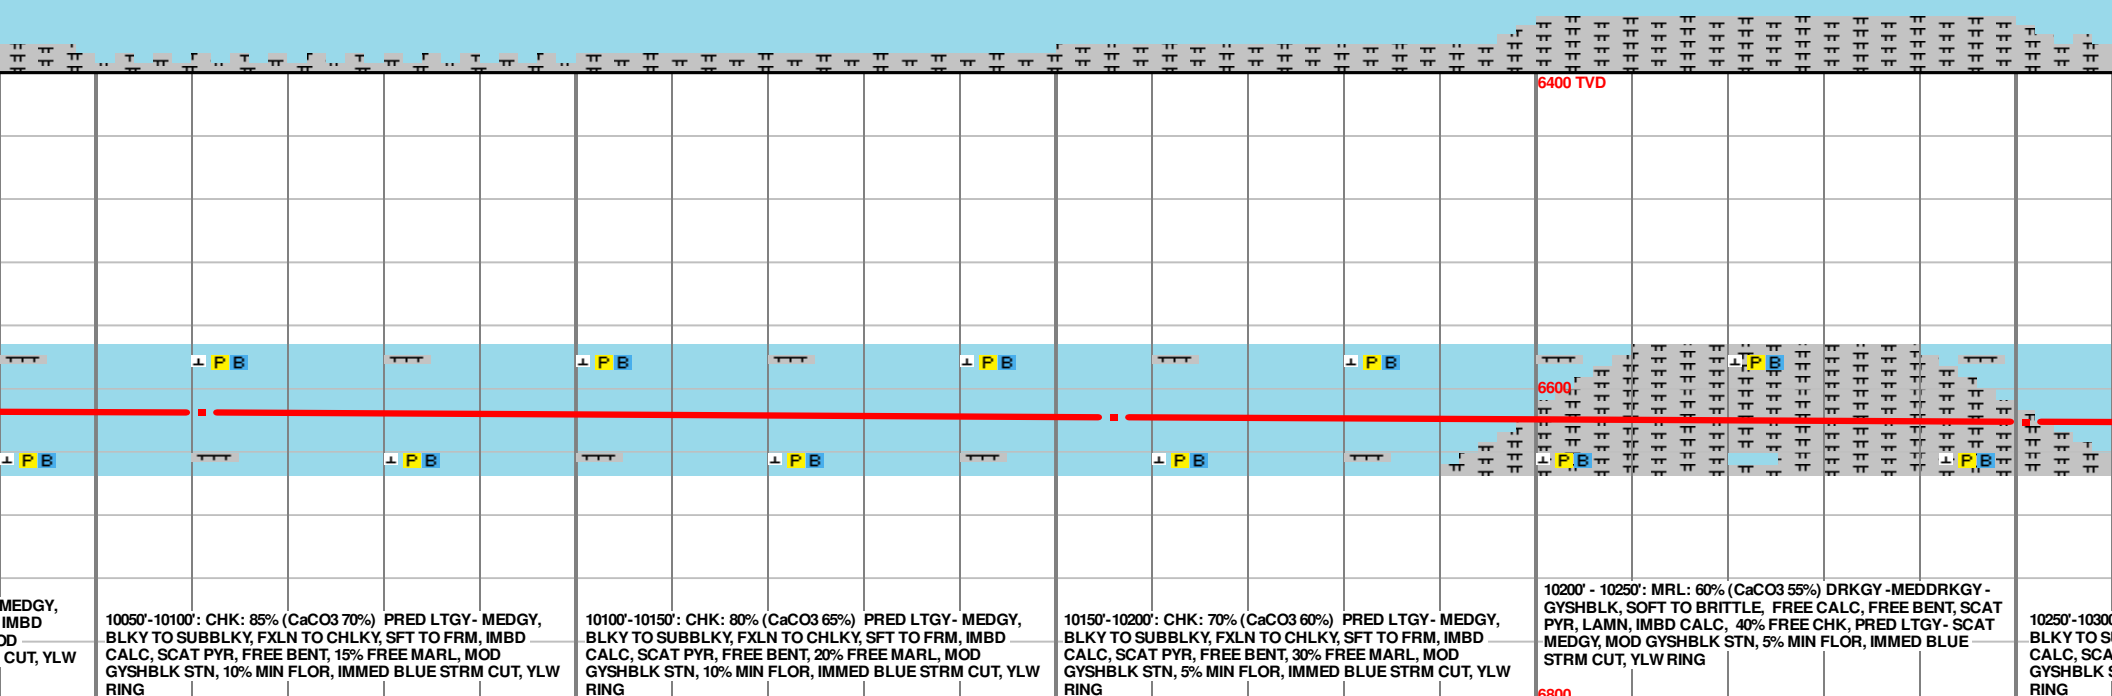 6400 TVD
P B
P B
P B
P B
P B
6600
P B
P B
P B
P B
P B
P B
MEDGY,
IMBD
OD
CUT, YLW
10050'-10100': CHK: 85% (CaCO3 70%) PRED LTGY- MEDGY,
BLKY TO SUBBLKY, FXLN TO CHLKY, SFT TO FRM, IMBD
CALC, SCAT PYR, FREE BENT, 15% FREE MARL, MOD
GYSHBLK STN, 10% MIN FLOR, IMMED BLUE STRM CUT, YLW
RING
10100'-10150': CHK: 80% (CaCO3 65%) PRED LTGY- MEDGY,
BLKY TO SUBBLKY, FXLN TO CHLKY, SFT TO FRM, IMBD
CALC, SCAT PYR, FREE BENT, 20% FREE MARL, MOD
GYSHBLK STN, 10% MIN FLOR, IMMED BLUE STRM CUT, YLW
RING
10150'-10200': CHK: 70% (CaCO3 60%) PRED LTGY- MEDGY,
BLKY TO SUBBLKY, FXLN TO CHLKY, SFT TO FRM, IMBD
CALC, SCAT PYR, FREE BENT, 30% FREE MARL, MOD
GYSHBLK STN, 5% MIN FLOR, IMMED BLUE STRM CUT, YLW
RING
10200' - 10250': MRL: 60% (CaCO3 55%) DRKGY -MEDDRKGY -
GYSHBLK, SOFT TO BRITTLE, FREE CALC, FREE BENT, SCAT
PYR, LAMN, IMBD CALC, 40% FREE CHK, PRED LTGY- SCAT
MEDGY, MOD GYSHBLK STN, 5% MIN FLOR, IMMED BLUE
STRM CUT, YLW RING
6800
10250'-10300
BLKY TO SU
CALC, SCA
GYSHBLK S
RING